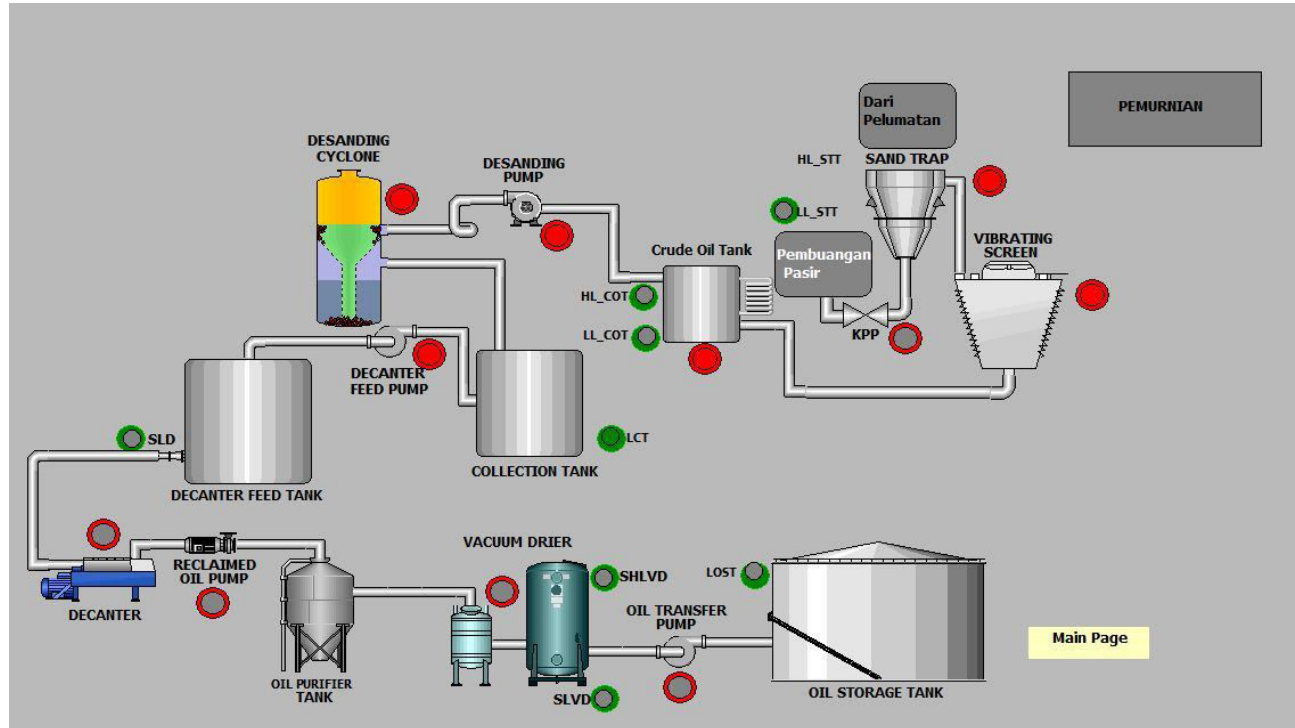 Dari
Pelumatan
PEMURNIAN
DESANDING
CYCLONE
DESANDING
PUMP
HL_STT
SAND TRAP
LL_STT
VIBRATING
SCREEN
Crude Oil Tank
Pembuangan
Pasir
HL_COT
LL_COT
KPP
DECANTER
FEED PUMP
SLD
LCT
COLLECTION TANK
DECANTER FEED TANK
VACUUM DRIER
RECLAIMED
OIL PUMP
SHLVD
LOST
OIL TRANSFER
PUMP
DECANTER
Main Page
OIL PURIFIER
TANK
SLVD
OIL STORAGE TANK